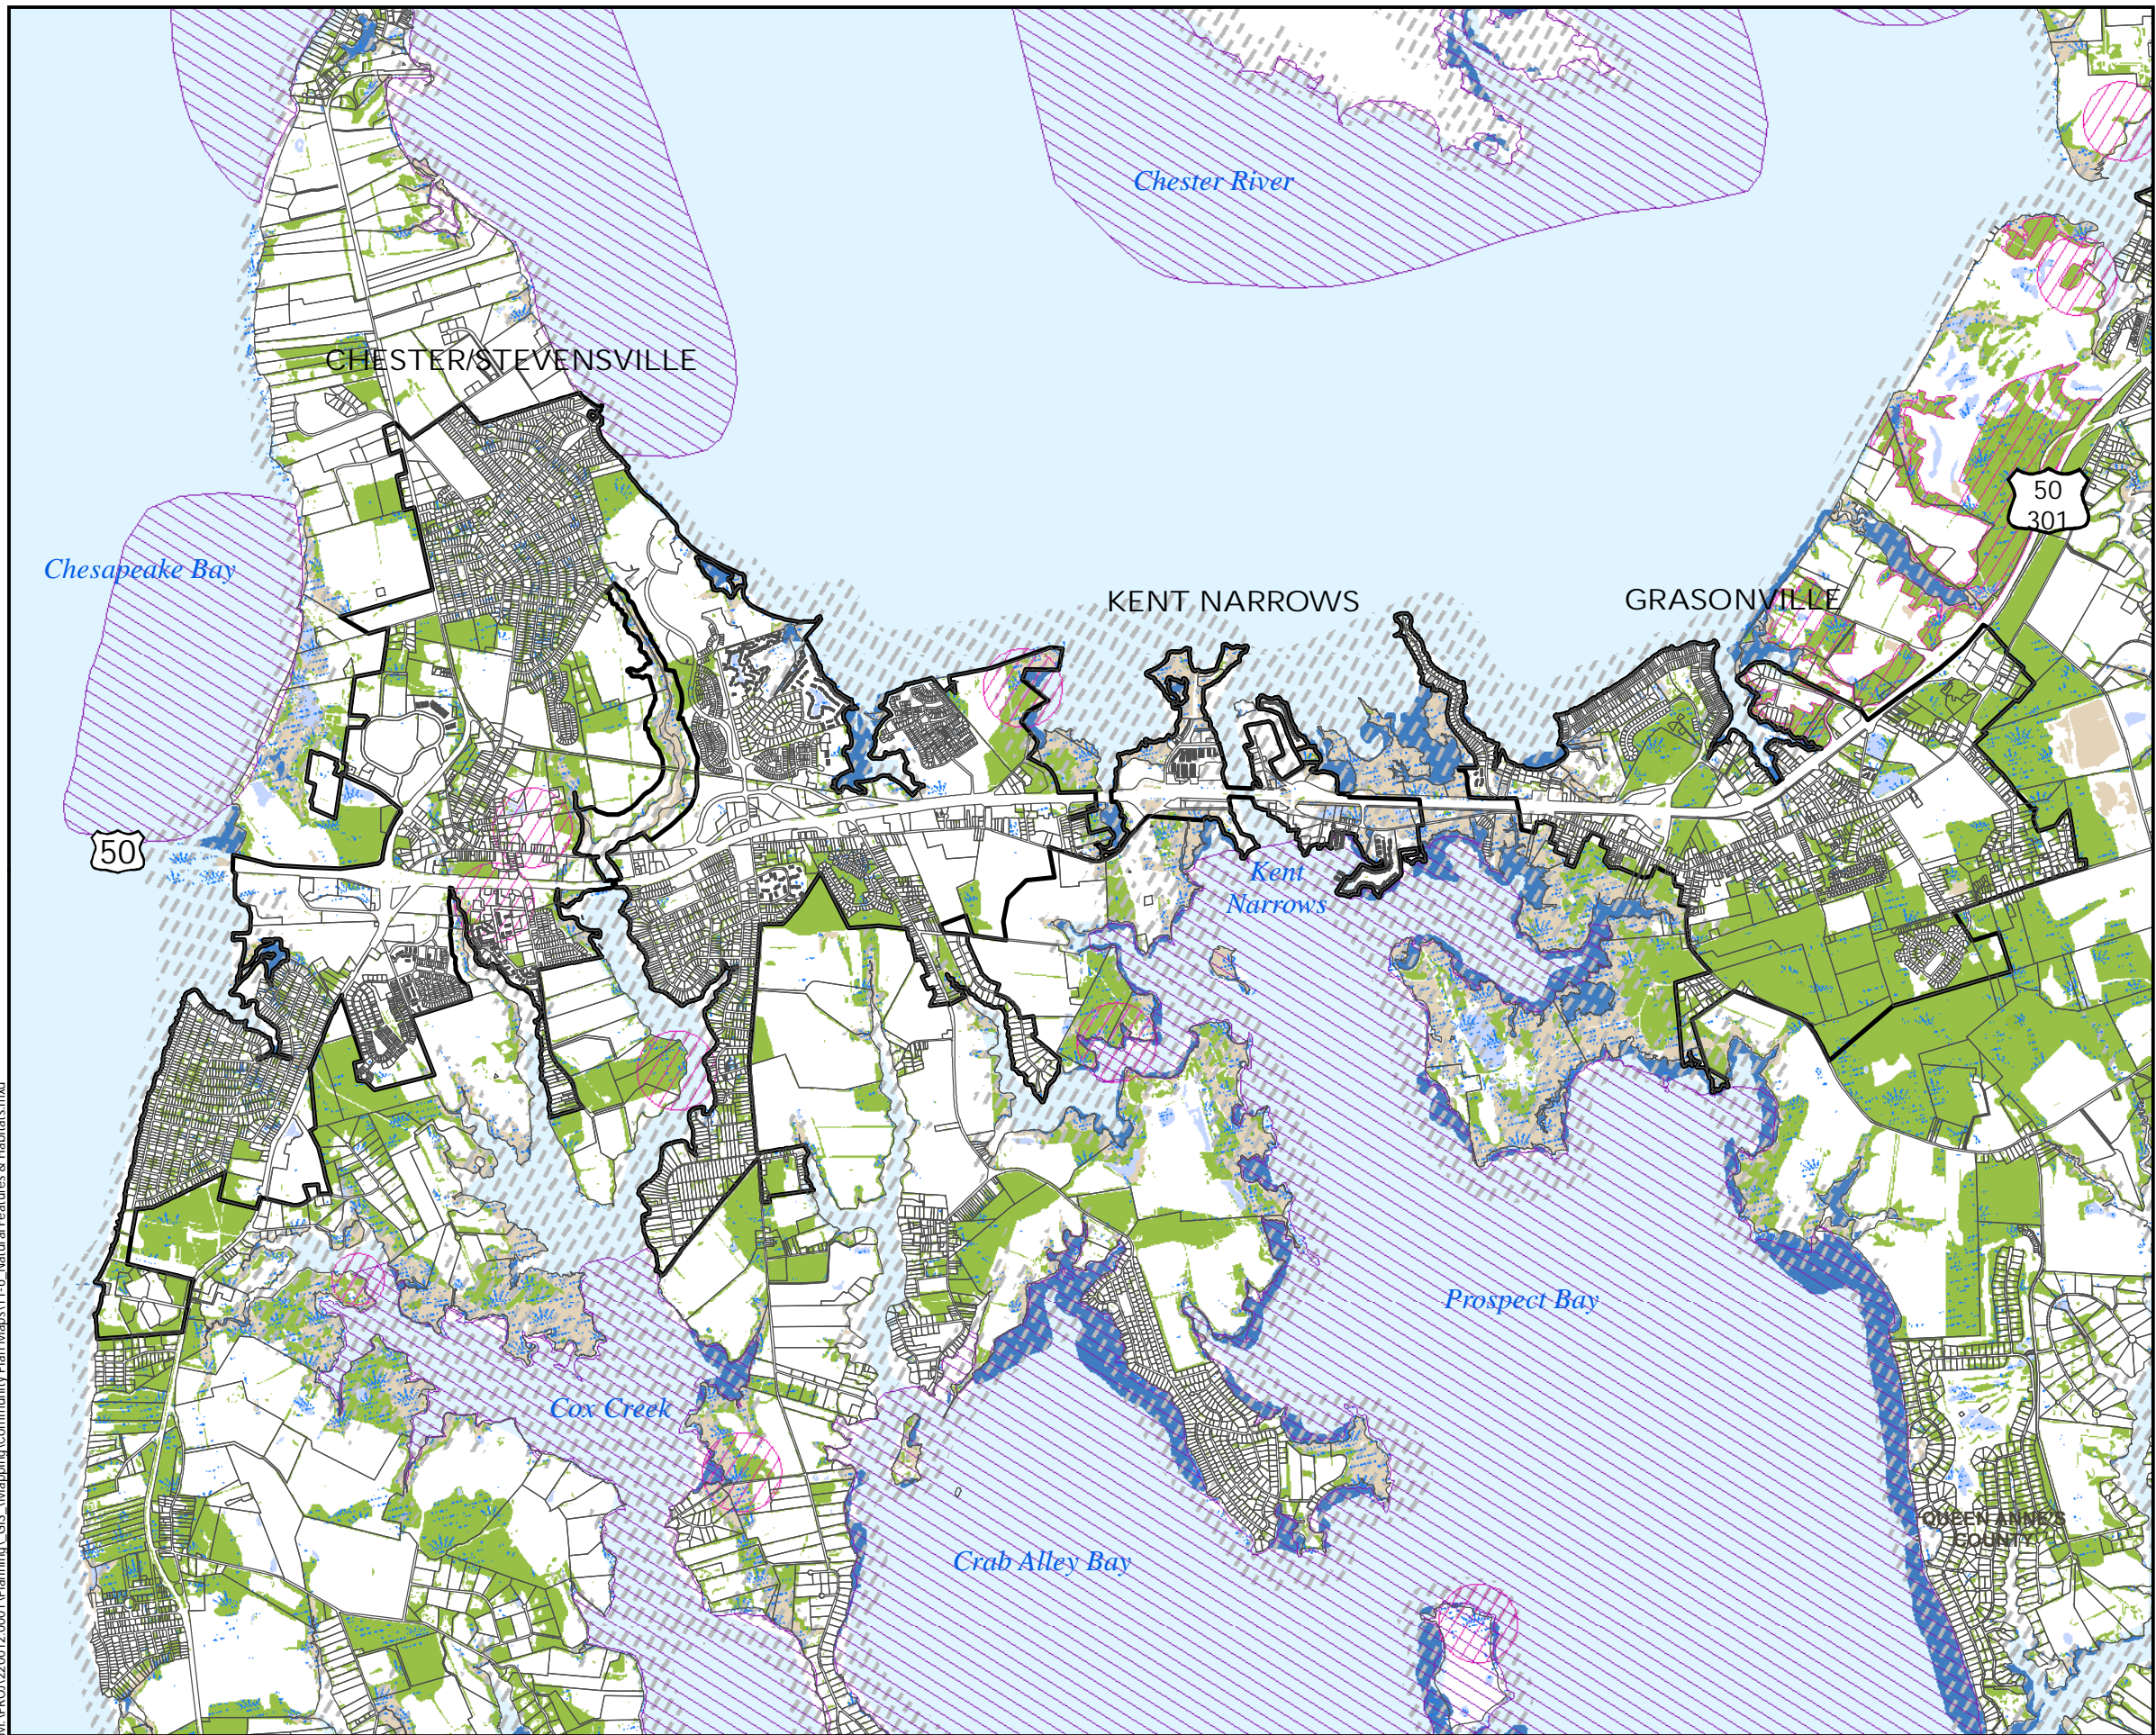 Chester River
CHESTER/STEVENSVILLE
50
301
Chesapeake Bay
KENT NARROWS
GRASONVILLE
50
Kent
Narrows
Prospect Bay
Cox Creek
QUEEN ANNE'S
COUNTY
Crab Alley Bay